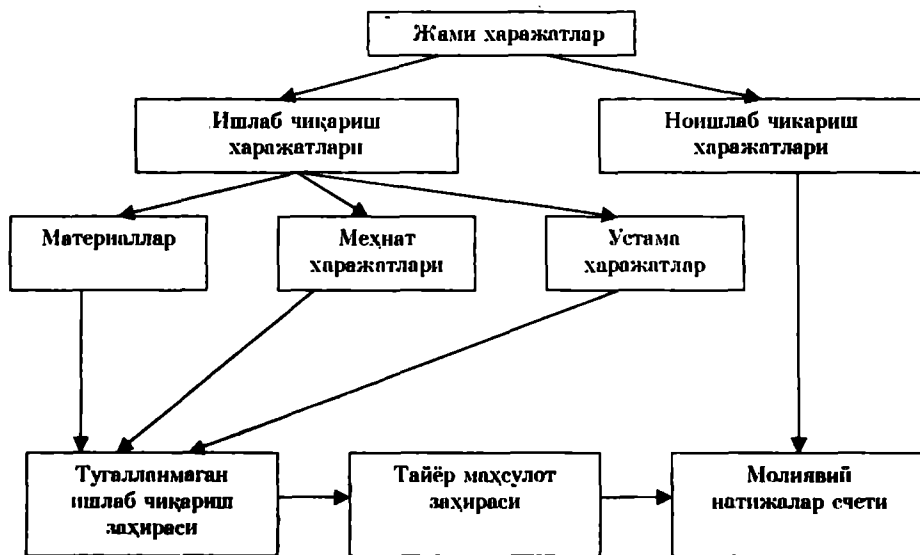 Жами харажатлар
Ишлаб чиқариш
харажатлари
Ноишлаб чикариш
харажатлари
Материаллар
Меҳнат
харажатлари
Устама
харажатлар
Тугалланмаган
ишлаб чиқариш
заҳираси
Тайёр маҳсулот
заҳираси
Молиявий
натижалар счети